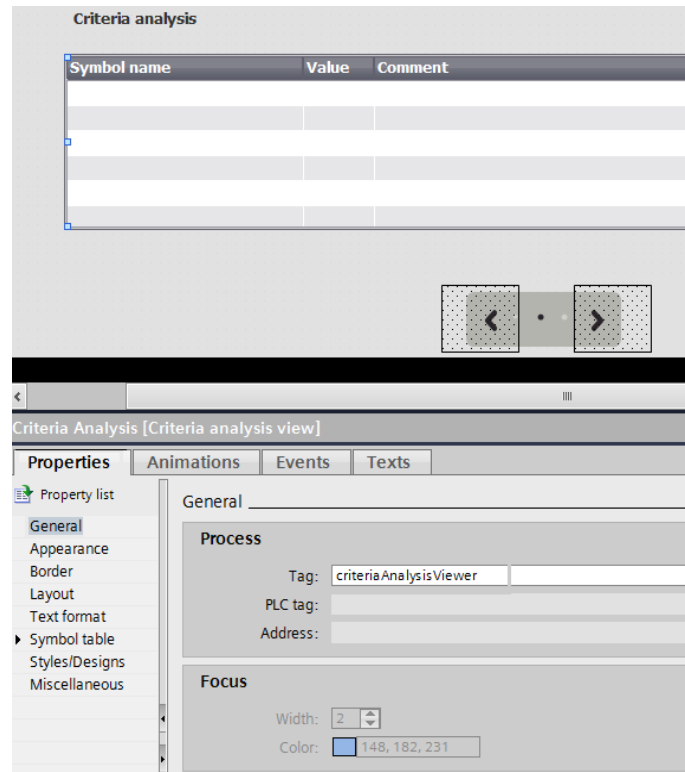 Criteria analysis
Symbol name Value Comment
Criteria Analysis [Criteria analysis view]
Properties Animations Events Texts
Property list
General
Appearance
Border
Layout
Text format
Symbol table
Styles/Designs
Miscellaneous
General
Process
Tag: criteriaAnalysisViewer
PLC tag:
Address:
Focus
Width: 2
Color: 148, 182, 231